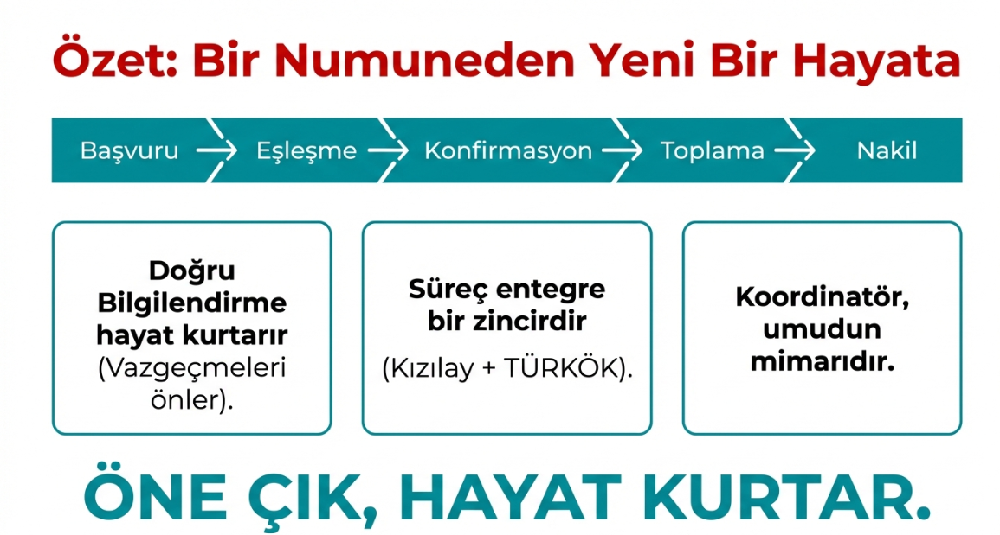 Özet: Bir Numuneden Yeni Bir Hayata
Başvuru
Eşleşme
Konfirmasyon
Toplama
Nakil
Doğru
Bilgilendirme
hayat kurtarır
(Vazgeçmeleri
önler).
Süreç entegre
bir zincirdir
(Kızılay + TÜRKÖK).
Koordinatör,
umudun
mimarıdır.
ÖNE ÇIK, HAYAT KURTAR.